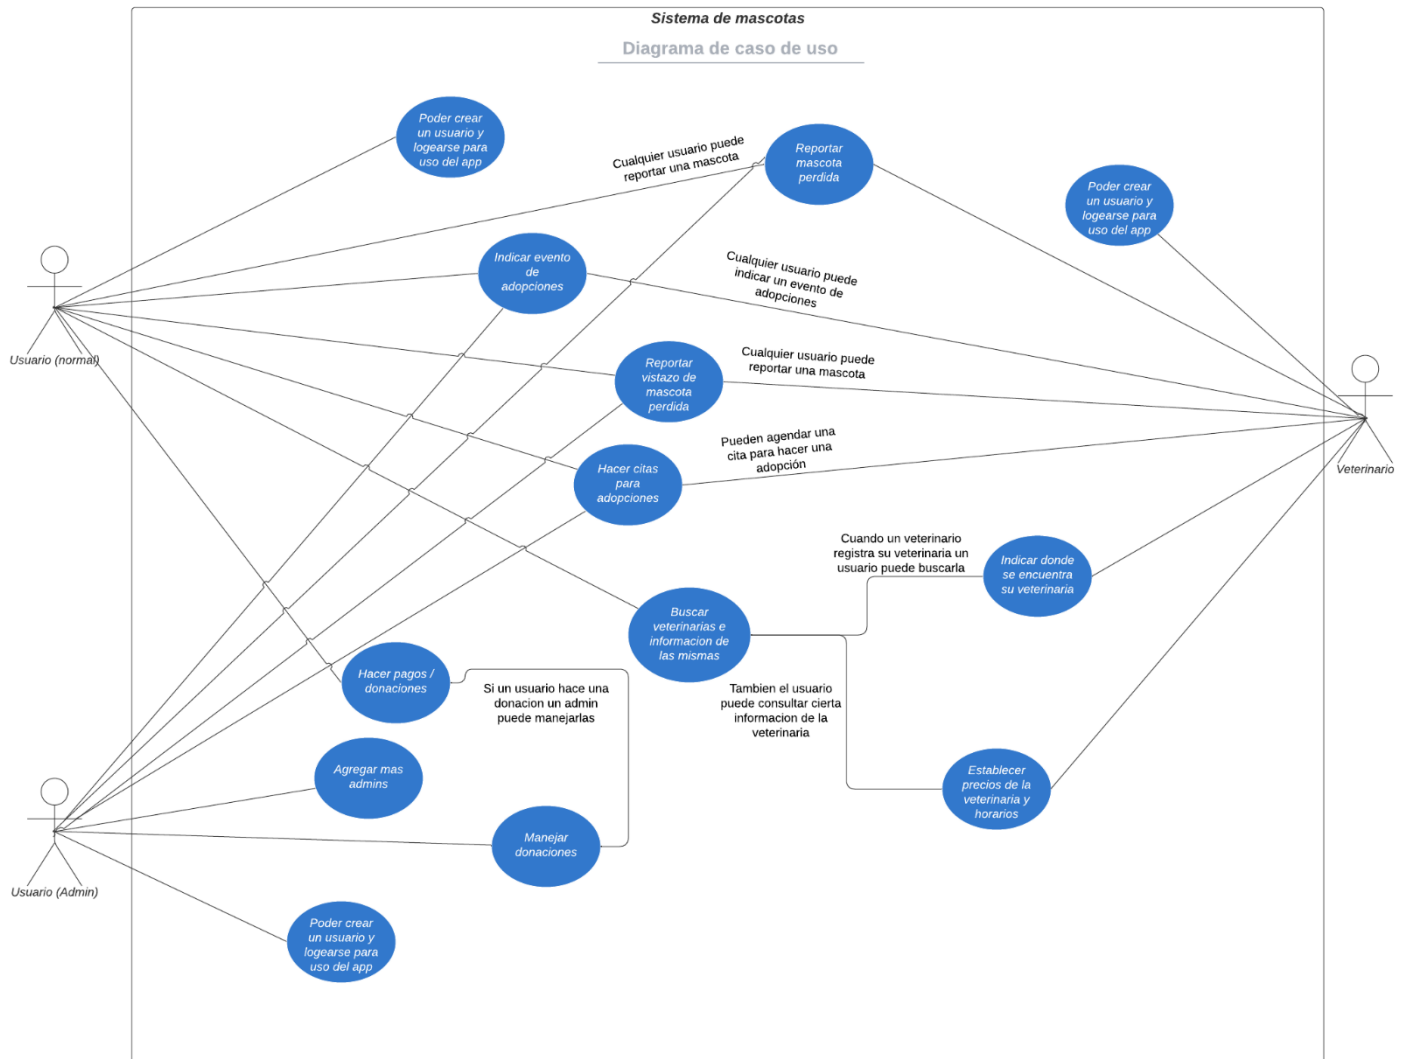 Sistema de mascotas
Diagrama de caso de uso
Poder crear
un usuario y
logearse para
uso del app
Cualquier usuario puede
reportar una mascota
Reportar
mascota
perdida
Poder crear
un usuario y
logearse para
uso del app
Indicar evento
de
adopciones
Cualquier usuario puede
indicar un evento de
adopciones
Usuario (normal)
Reportar
vistazo de
mascota
perdida
Cualquier usuario puede
reportar una mascota
Pueden agendar una
cita para hacer una
adopción
Hacer citas
para
adopciones
Veterinario
Cuando un veterinario
registra su veterinaria un
usuario puede buscarla
Indicar donde
se encuentra
su veterinaria
Buscar
veterinarias e
informacion de
las mismas
Hacer pagos /
donaciones
Si un usuario hace una
donacion un admin
puede manejarlas
Tambien el usuario
puede consultar cierta
informacion de la
veterinaria
Agregar mas
admins
Establecer
precios de la
veterinaria y
horarios
Manejar
donaciones
Usuario (Admin)
Poder crear
un usuario y
logearse para
uso del app